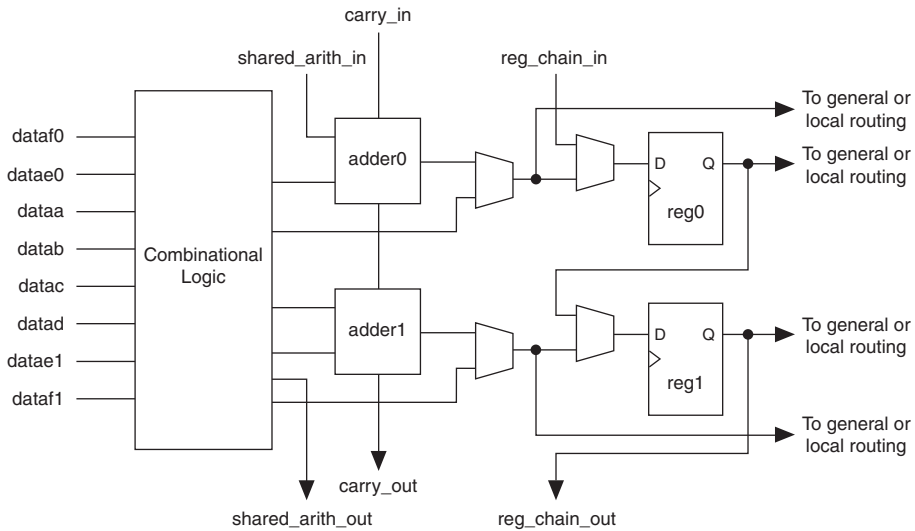 carry_in
shared_arith_in
reg_chain_in
To general or
local routing
dataf0
datae0
dataa
datab
datac
datad
datae1
dataf1
Combinational
Logic
adder0
D
Q
reg0
To general or
local routing
adder1
D
Q
reg1
To general or
local routing
To general or
local routing
carry_out
shared_arith_out
reg_chain_out